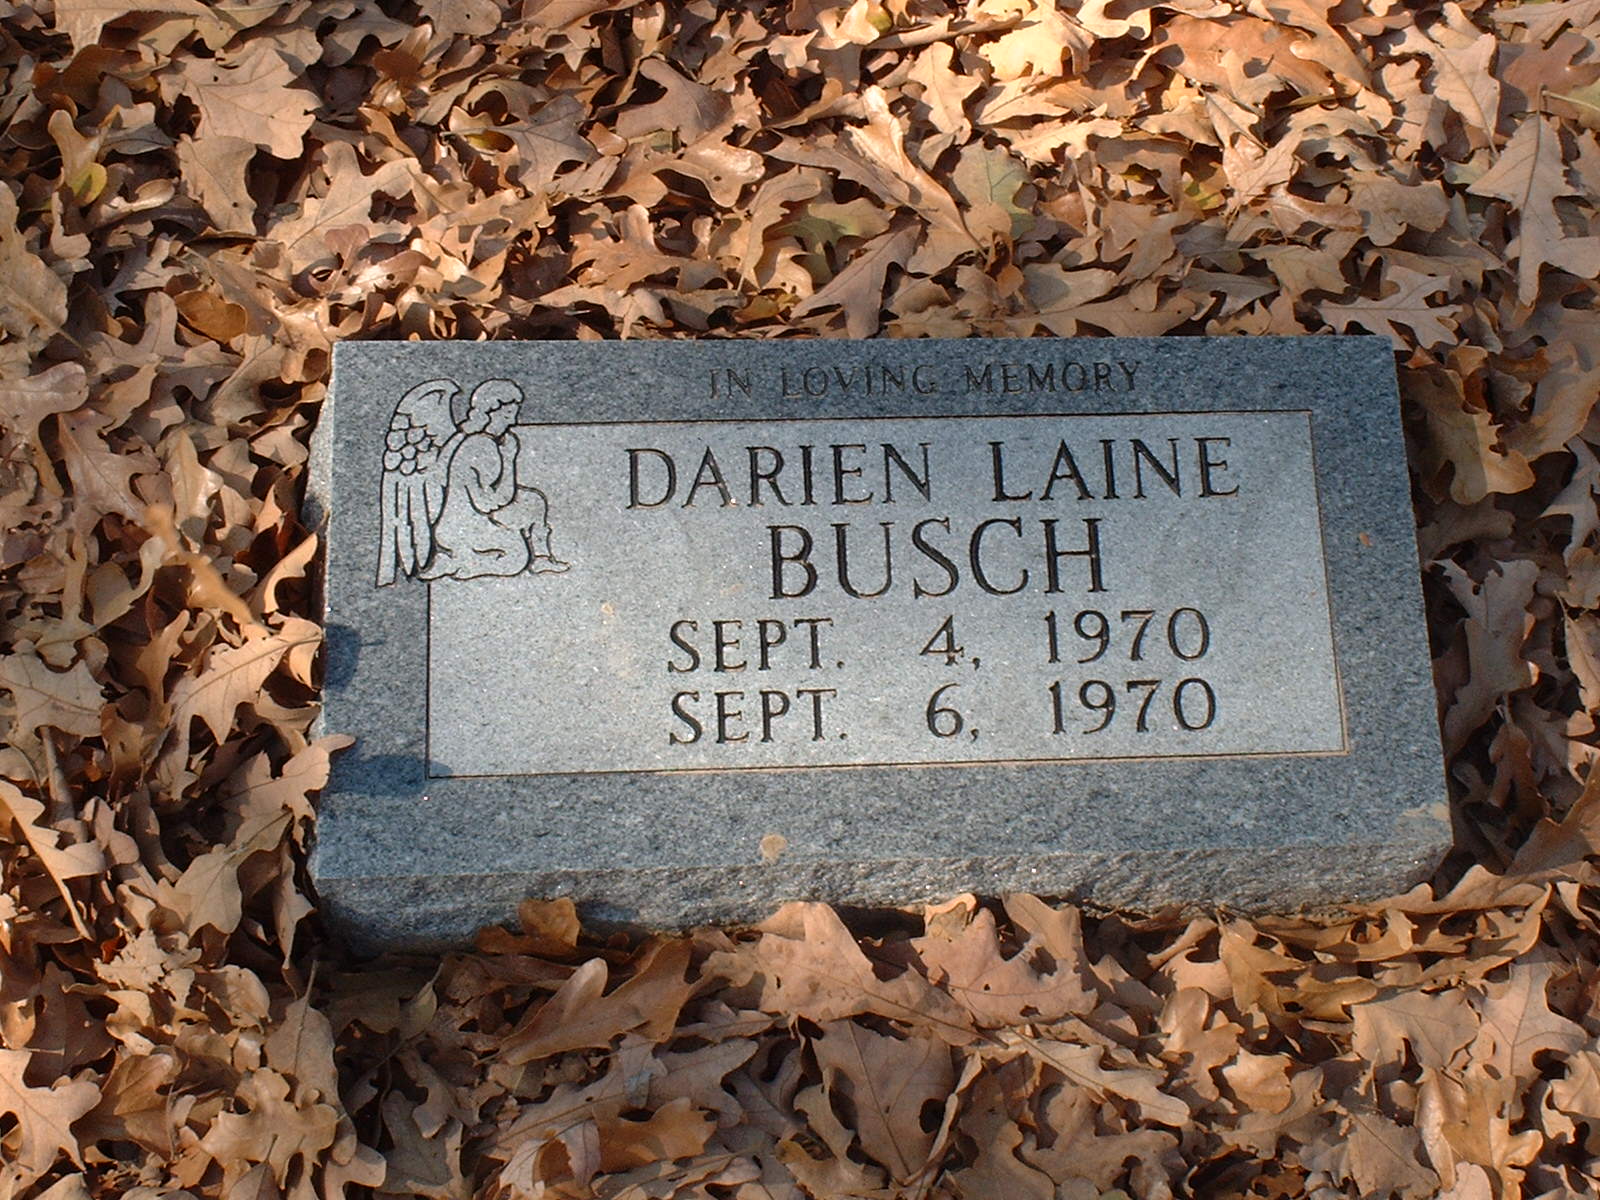 IN LOVING MEMORY
DARIEN LAINE
BUSCH
SEPT. 4, 1970
SEPT. 6, 1970